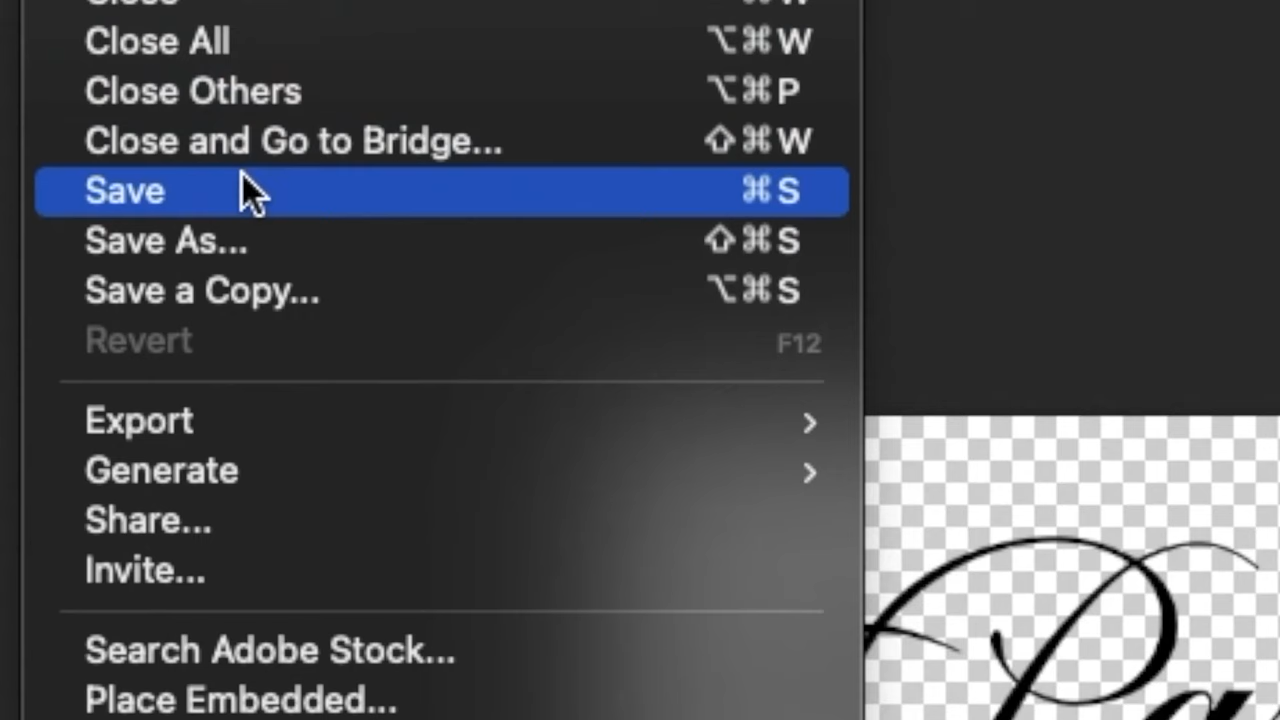 Close ⌘W
Close All ⌥⌘W
Close Others ⌥⌘P
Close and Go to Bridge... ⇧⌘W
Save ⌘S
Save As... ⇧⌘S
Save a Copy... ⌥⌘S
Revert F12
Export >
Generate >
Share...
Invite...
Search Adobe Stock...
Place Embedded...